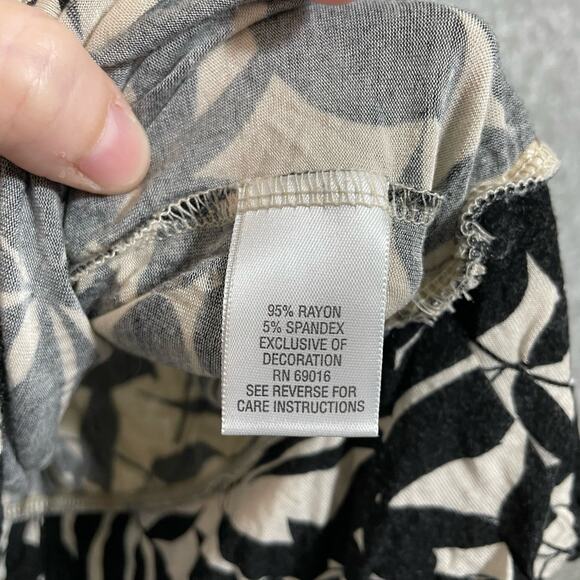 95% RAYON
5% SPANDEX
EXCLUSIVE OF
DECORATION
RN 69016
SEE REVERSE FOR
CARE INSTRUCTIONS